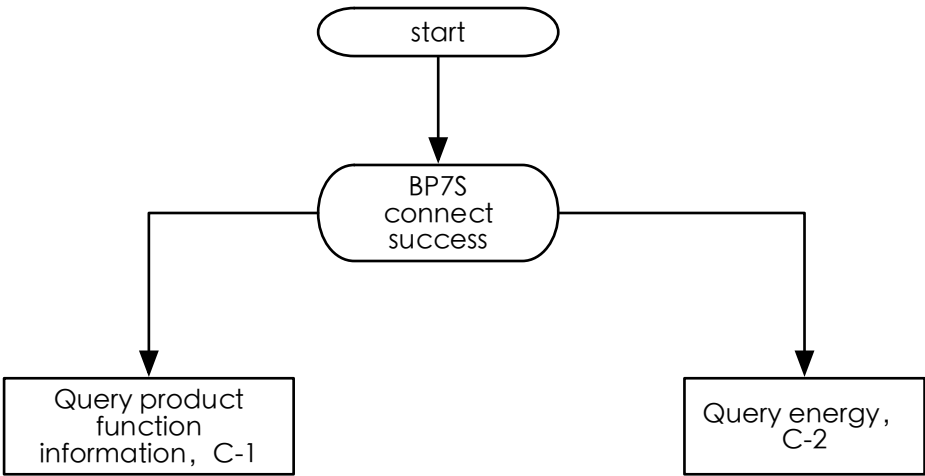 start
BP7S
connect
success
Query product
function
information, C-1
Query energy,
C-2